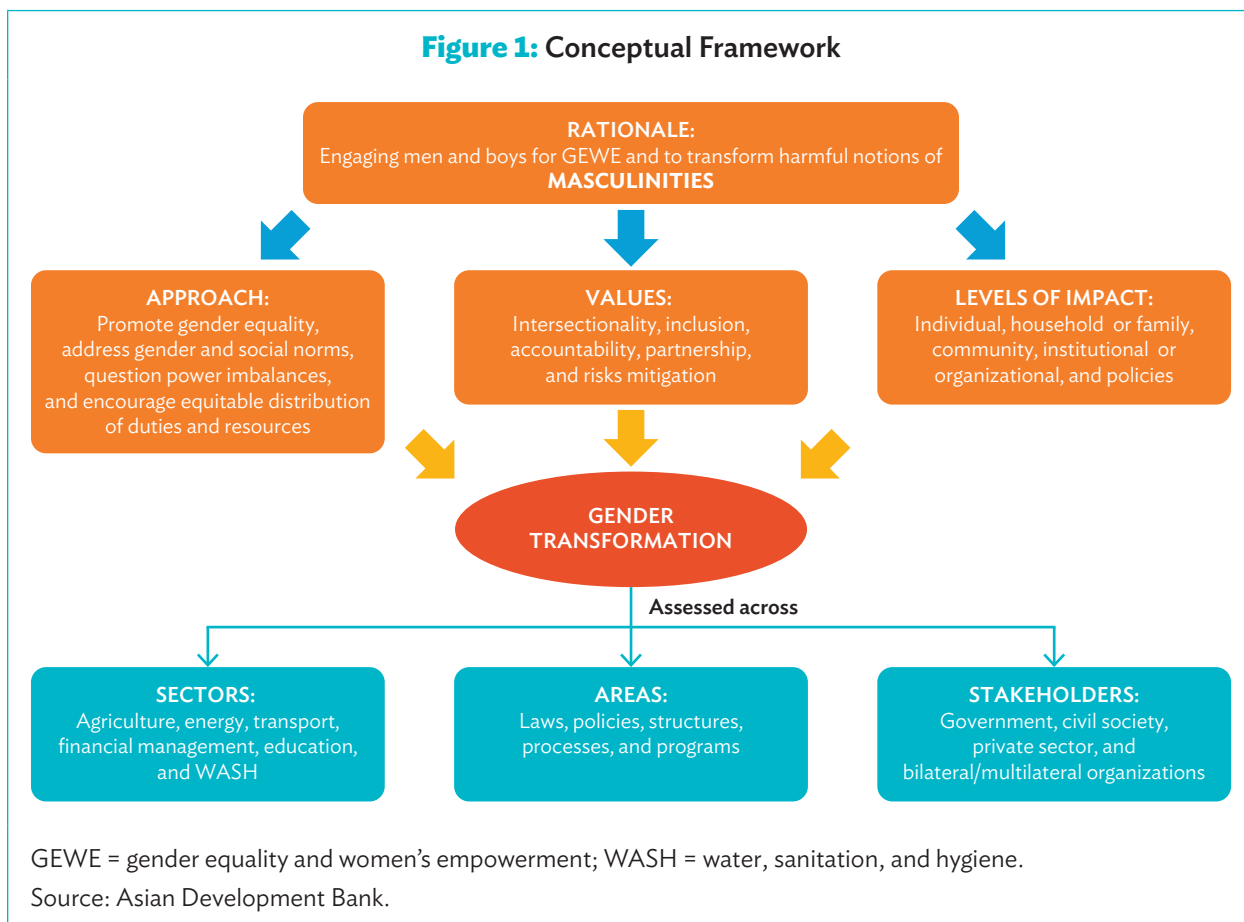 Figure 1: Conceptual Framework
RATIONALE:
Engaging men and boys for GEWE and to transform harmful notions of
MASCULINITIES
APPROACH:
Promote gender equality,
address gender and social norms,
question power imbalances,
and encourage equitable distribution
of duties and resources
VALUES:
Intersectionality, inclusion,
accountability, partnership,
and risks mitigation
LEVELS OF IMPACT:
Individual, household or family,
community, institutional or
organizational, and policies
GENDER
TRANSFORMATION
Assessed across
SECTORS:
Agriculture, energy, transport,
financial management, education,
and WASH
AREAS:
Laws, policies, structures,
processes, and programs
STAKEHOLDERS:
Government, civil society,
private sector, and
bilateral/multilateral organizations
GEWE = gender equality and women's empowerment; WASH = water, sanitation, and hygiene.
Source: Asian Development Bank.